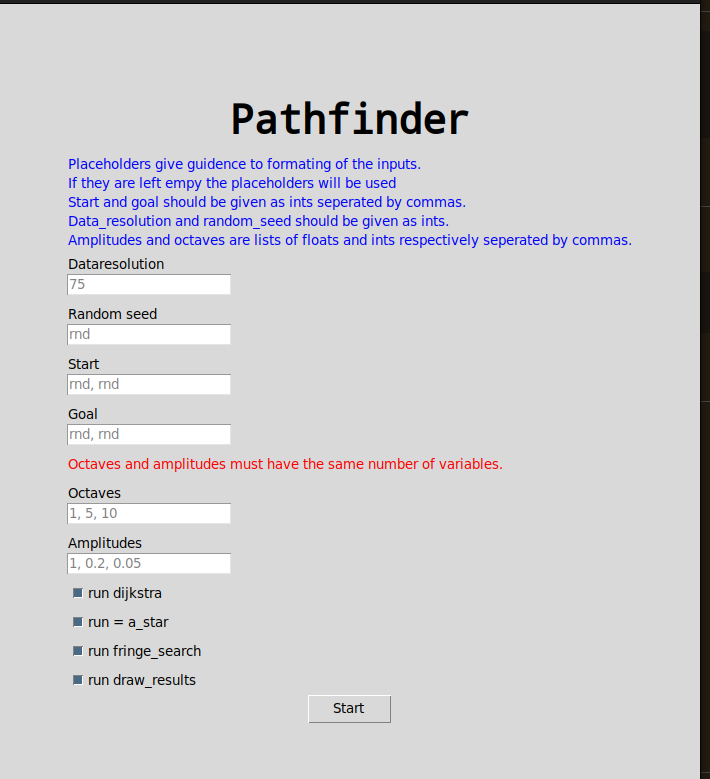 Pathfinder
Placeholders give guidence to formating of the inputs.
If they are left empy the placeholders will be used
Start and goal should be given as ints seperated by commas.
Data_resolution and random_seed should be given as ints.
Amplitudes and octaves are lists of floats and ints respectively seperated by commas.
Dataresolution
75
Random seed
rnd
Start
rnd, rnd
Goal
rnd, rnd
Octaves and amplitudes must have the same number of variables.
Octaves
1, 5, 10
Amplitudes
1, 0.2, 0.05
run dijkstra
run = a_star
run fringe_search
run draw_results
Start